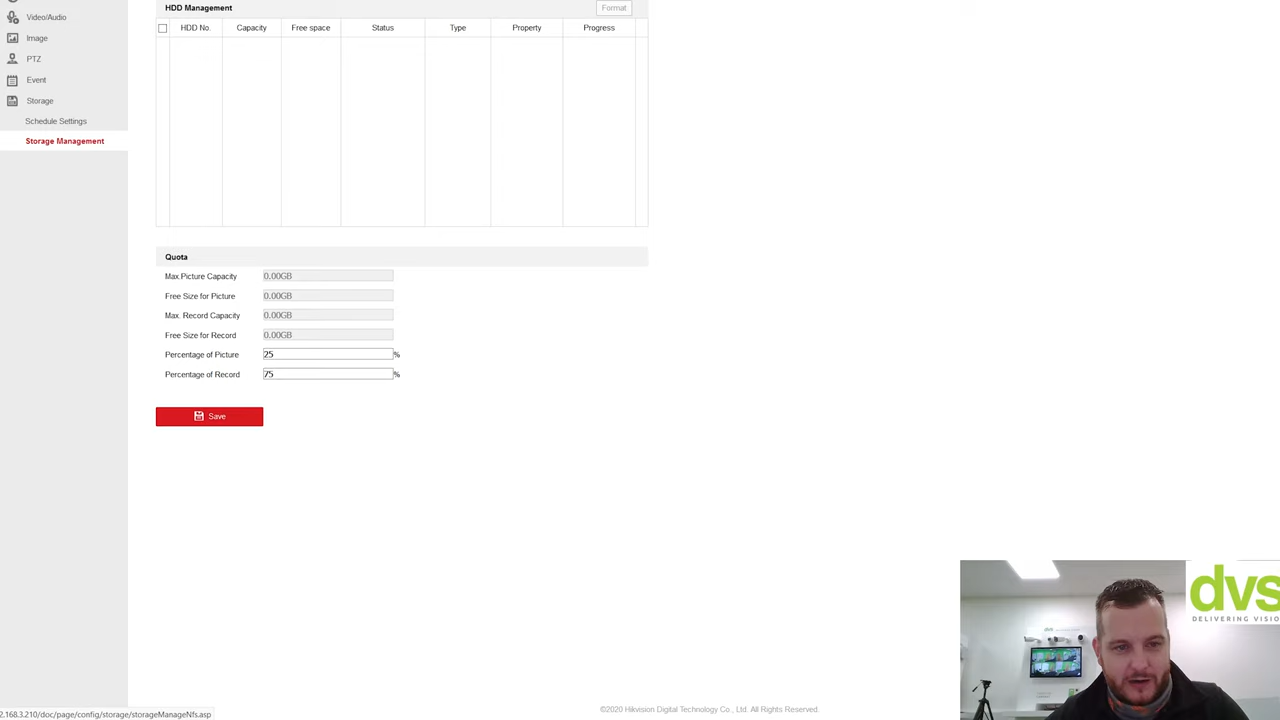 Video/Audio
Image
PTZ
Event
Storage
Schedule Settings
Storage Management
HDD Management
Format
HDD No. Capacity Free space Status Type Property Progress
Quota
Max.Picture Capacity 0.00GB
Free Size for Picture 0.00GB
Max. Record Capacity 0.00GB
Free Size for Record 0.00GB
Percentage of Picture 25 %
Percentage of Record 75 %
Save
dvs
DELIVERING VISIO
2.168.3.210/doc/page/config/storage/storageManageNfs.asp
©2020 Hikvision Digital Technology Co., Ltd. All Rights Reserved.